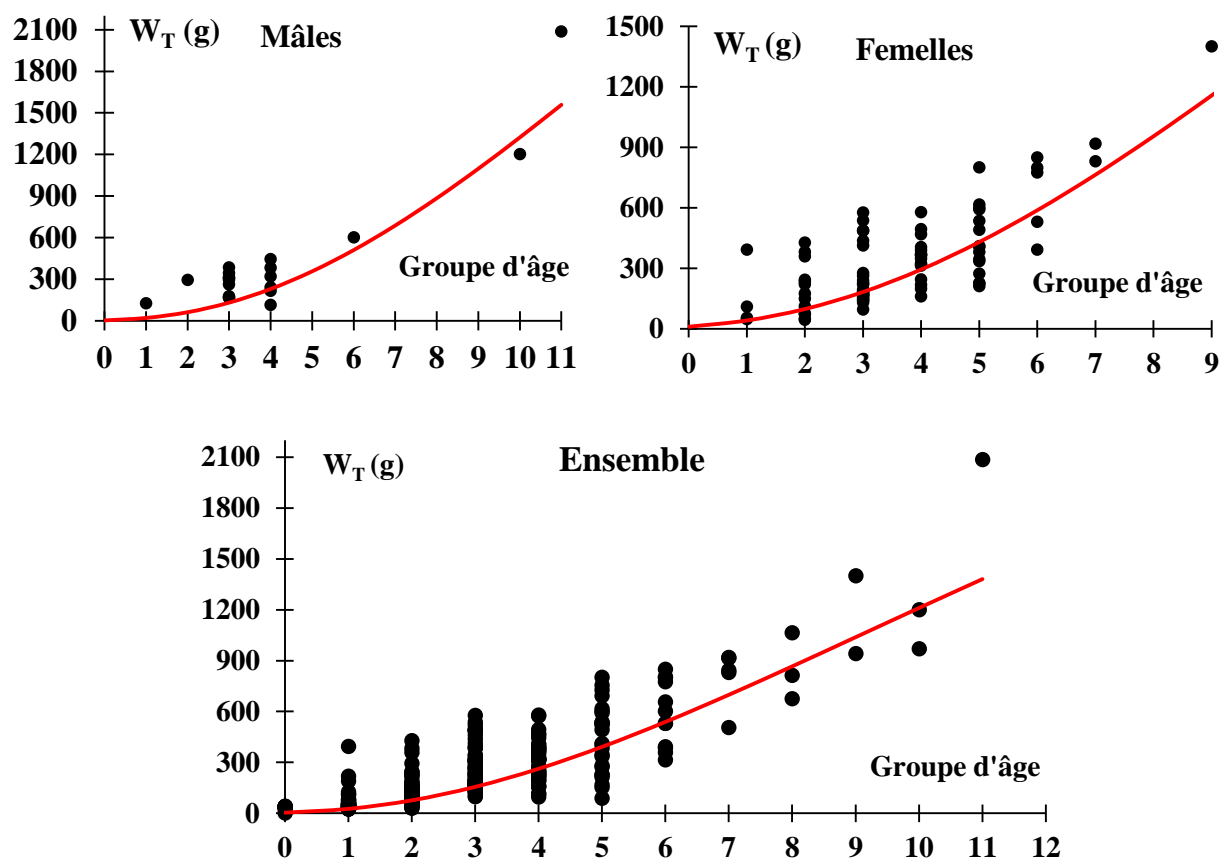 W_T (g) Mâles
2100
1800
1500
1200
900
600
300
0
Groupe d'âge
0 1 2 3 4 5 6 7 8 9 10 11
W_T (g) Femelles
1500
1200
900
600
300
0
Groupe d'âge
0 1 2 3 4 5 6 7 8 9
W_T (g) Ensemble
2100
1800
1500
1200
900
600
300
0
Groupe d'âge
0 1 2 3 4 5 6 7 8 9 10 11 12